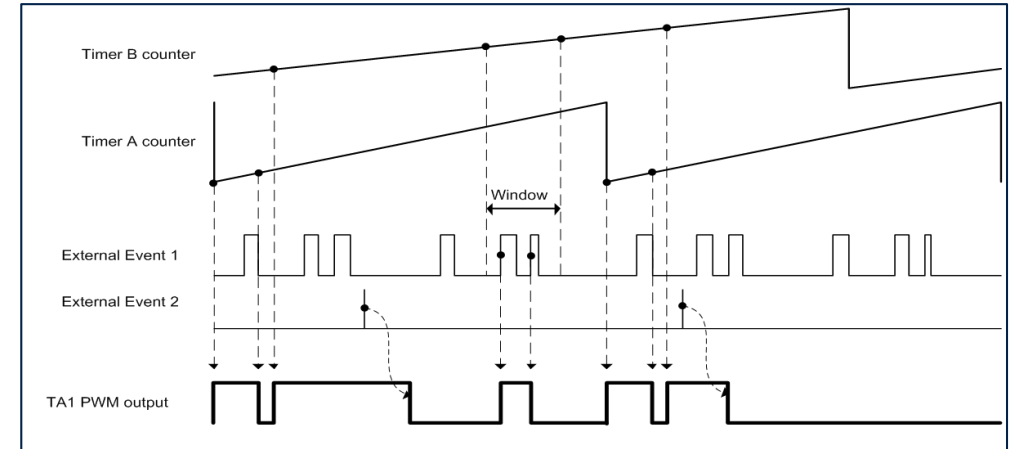 Timer B counter
Timer A counter
Window
External Event 1
External Event 2
TA1 PWM output